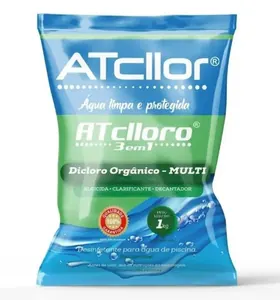 ATcllor®
Água limpa e protegida
ATclloro®
3 em 1
Dicloro Orgânico - MULTI
ALGICIDA - CLARIFICANTE - DECANTADOR
1kg
Desinfetante para água de piscina.